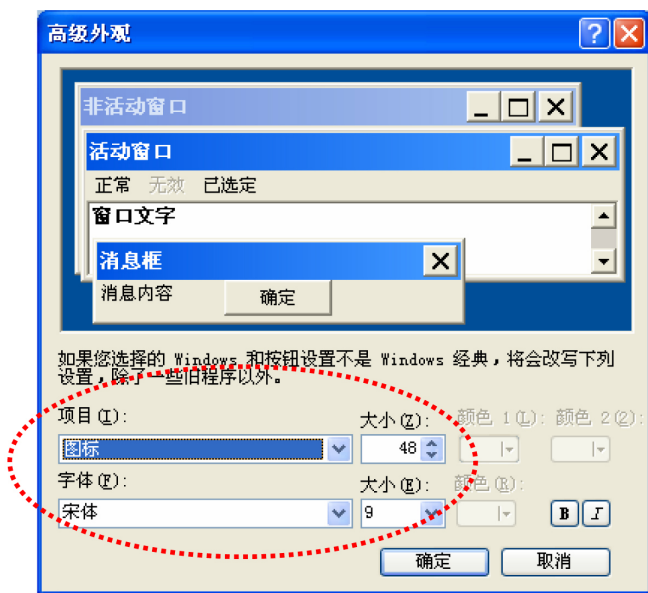 高级外观
非活动窗口
活动窗口
正常 无效 已选定
窗口文字
消息框
消息内容 确定
如果您选择的 Windows 和按钮设置不是 Windows 经典，将会改写下列
设置，除了一些旧程序以外。
项目(I): 大小(Z): 颜色 1(L): 颜色 2(2):
图标 48
字体(F): 大小(E): 颜色(R):
宋体 9 B I
确定 取消